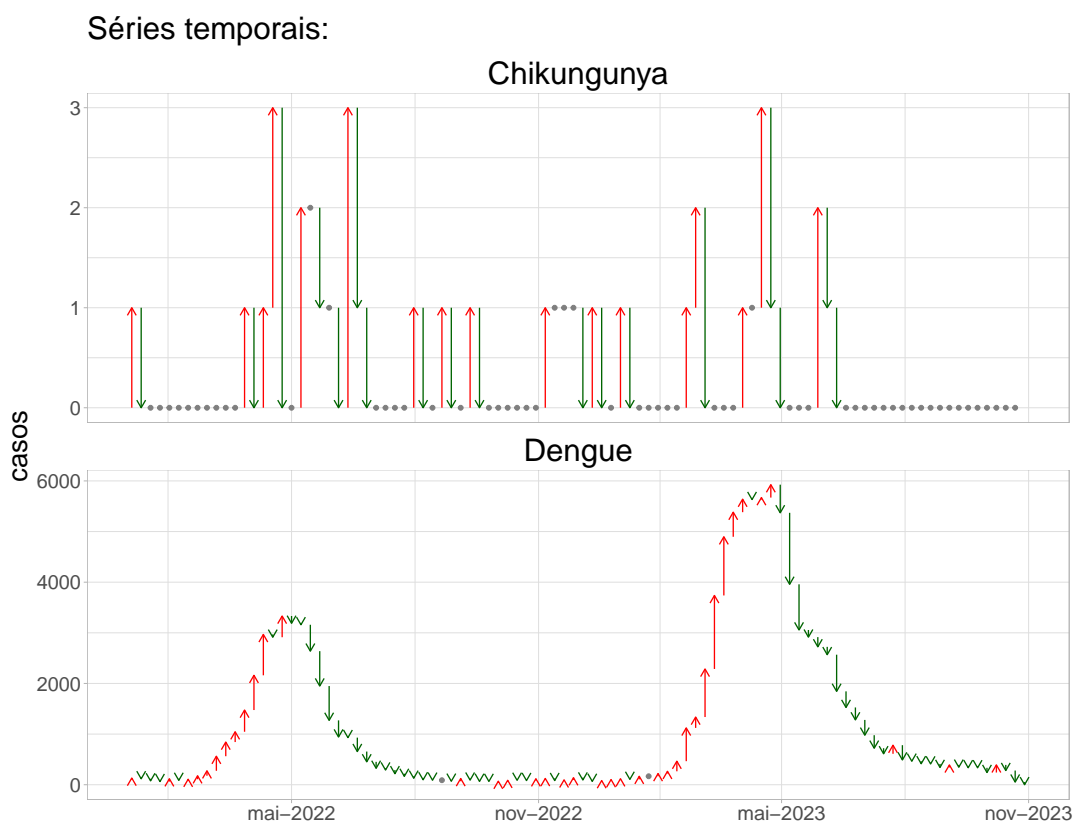 Séries temporais:
Chikungunya
3
2
1
0
casos
Dengue
6000
4000
2000
0
mai–2022
nov–2022
mai–2023
nov–2023